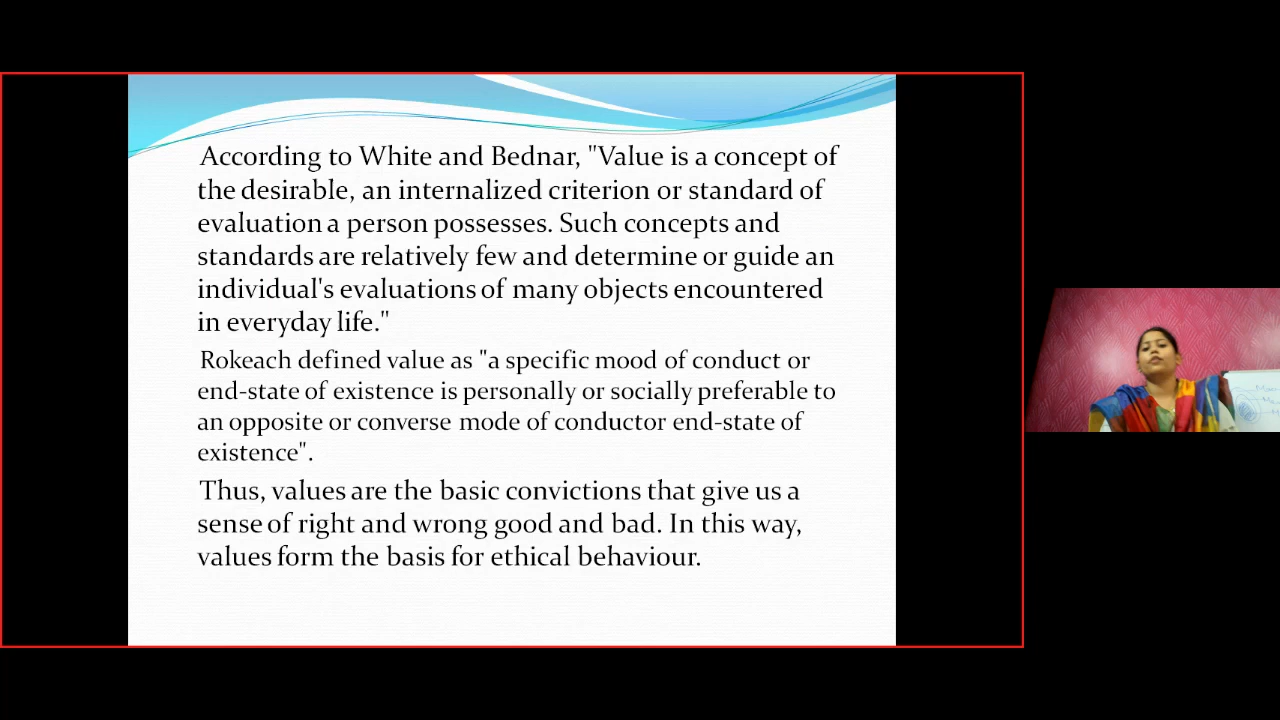 According to White and Bednar, "Value is a concept of
the desirable, an internalized criterion or standard of
evaluation a person possesses. Such concepts and
standards are relatively few and determine or guide an
individual's evaluations of many objects encountered
in everyday life."
Rokeach defined value as "a specific mood of conduct or
end-state of existence is personally or socially preferable to
an opposite or converse mode of conductor end-state of
existence".
Thus, values are the basic convictions that give us a
sense of right and wrong good and bad. In this way,
values form the basis for ethical behaviour.